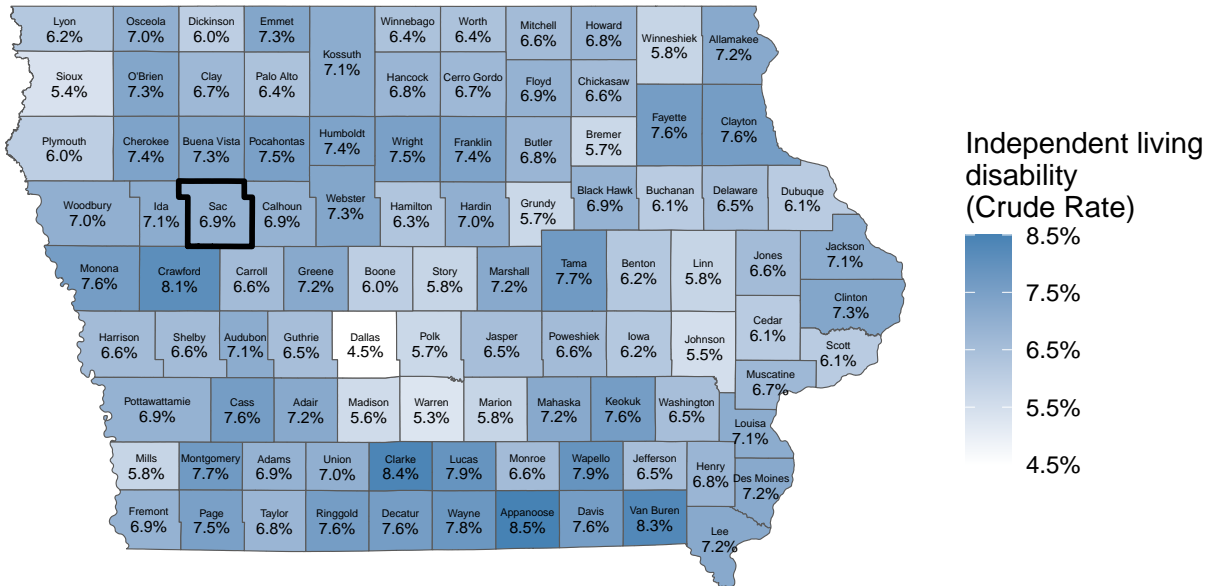 Lyon
6.2%
Osceola
7.0%
Dickinson
6.0%
Emmet
7.3%
Kossuth
7.1%
Winnebago
6.4%
Worth
6.4%
Mitchell
6.6%
Howard
6.8%
Winneshiek
5.8%
Allamakee
7.2%
Sioux
5.4%
O'Brien
7.3%
Clay
6.7%
Palo Alto
6.4%
Hancock
6.8%
Cerro Gordo
6.7%
Floyd
6.9%
Chickasaw
6.6%
Fayette
7.6%
Clayton
7.6%
Plymouth
6.0%
Cherokee
7.4%
Buena Vista
7.3%
Pocahontas
7.5%
Humboldt
7.4%
Wright
7.5%
Franklin
7.4%
Butler
6.8%
Bremer
5.7%
Woodbury
7.0%
Ida
7.1%
Sac
6.9%
Calhoun
6.9%
Webster
7.3%
Hamilton
6.3%
Hardin
7.0%
Grundy
5.7%
Black Hawk
6.9%
Buchanan
6.1%
Delaware
6.5%
Dubuque
6.1%
Monona
7.6%
Crawford
8.1%
Carroll
6.6%
Greene
7.2%
Boone
6.0%
Story
5.8%
Marshall
7.2%
Tama
7.7%
Benton
6.2%
Linn
5.8%
Jones
6.6%
Jackson
7.1%
Clinton
7.3%
Harrison
6.6%
Shelby
6.6%
Audubon
7.1%
Guthrie
6.5%
Dallas
4.5%
Polk
5.7%
Jasper
6.5%
Poweshiek
6.6%
Iowa
6.2%
Johnson
5.5%
Cedar
6.1%
Scott
6.1%
Muscatine
6.7%
Pottawattamie
6.9%
Cass
7.6%
Adair
7.2%
Madison
5.6%
Warren
5.3%
Marion
5.8%
Mahaska
7.2%
Keokuk
7.6%
Washington
6.5%
Louisa
7.1%
Mills
5.8%
Montgomery
7.7%
Adams
6.9%
Union
7.0%
Clarke
8.4%
Lucas
7.9%
Monroe
6.6%
Wapello
7.9%
Jefferson
6.5%
Henry
6.8%
Des Moines
7.2%
Fremont
6.9%
Page
7.5%
Taylor
6.8%
Ringgold
7.6%
Decatur
7.6%
Wayne
7.8%
Appanoose
8.5%
Davis
7.6%
Van Buren
8.3%
Lee
7.2%
Independent living
disability
(Crude Rate)
8.5%
7.5%
6.5%
5.5%
4.5%